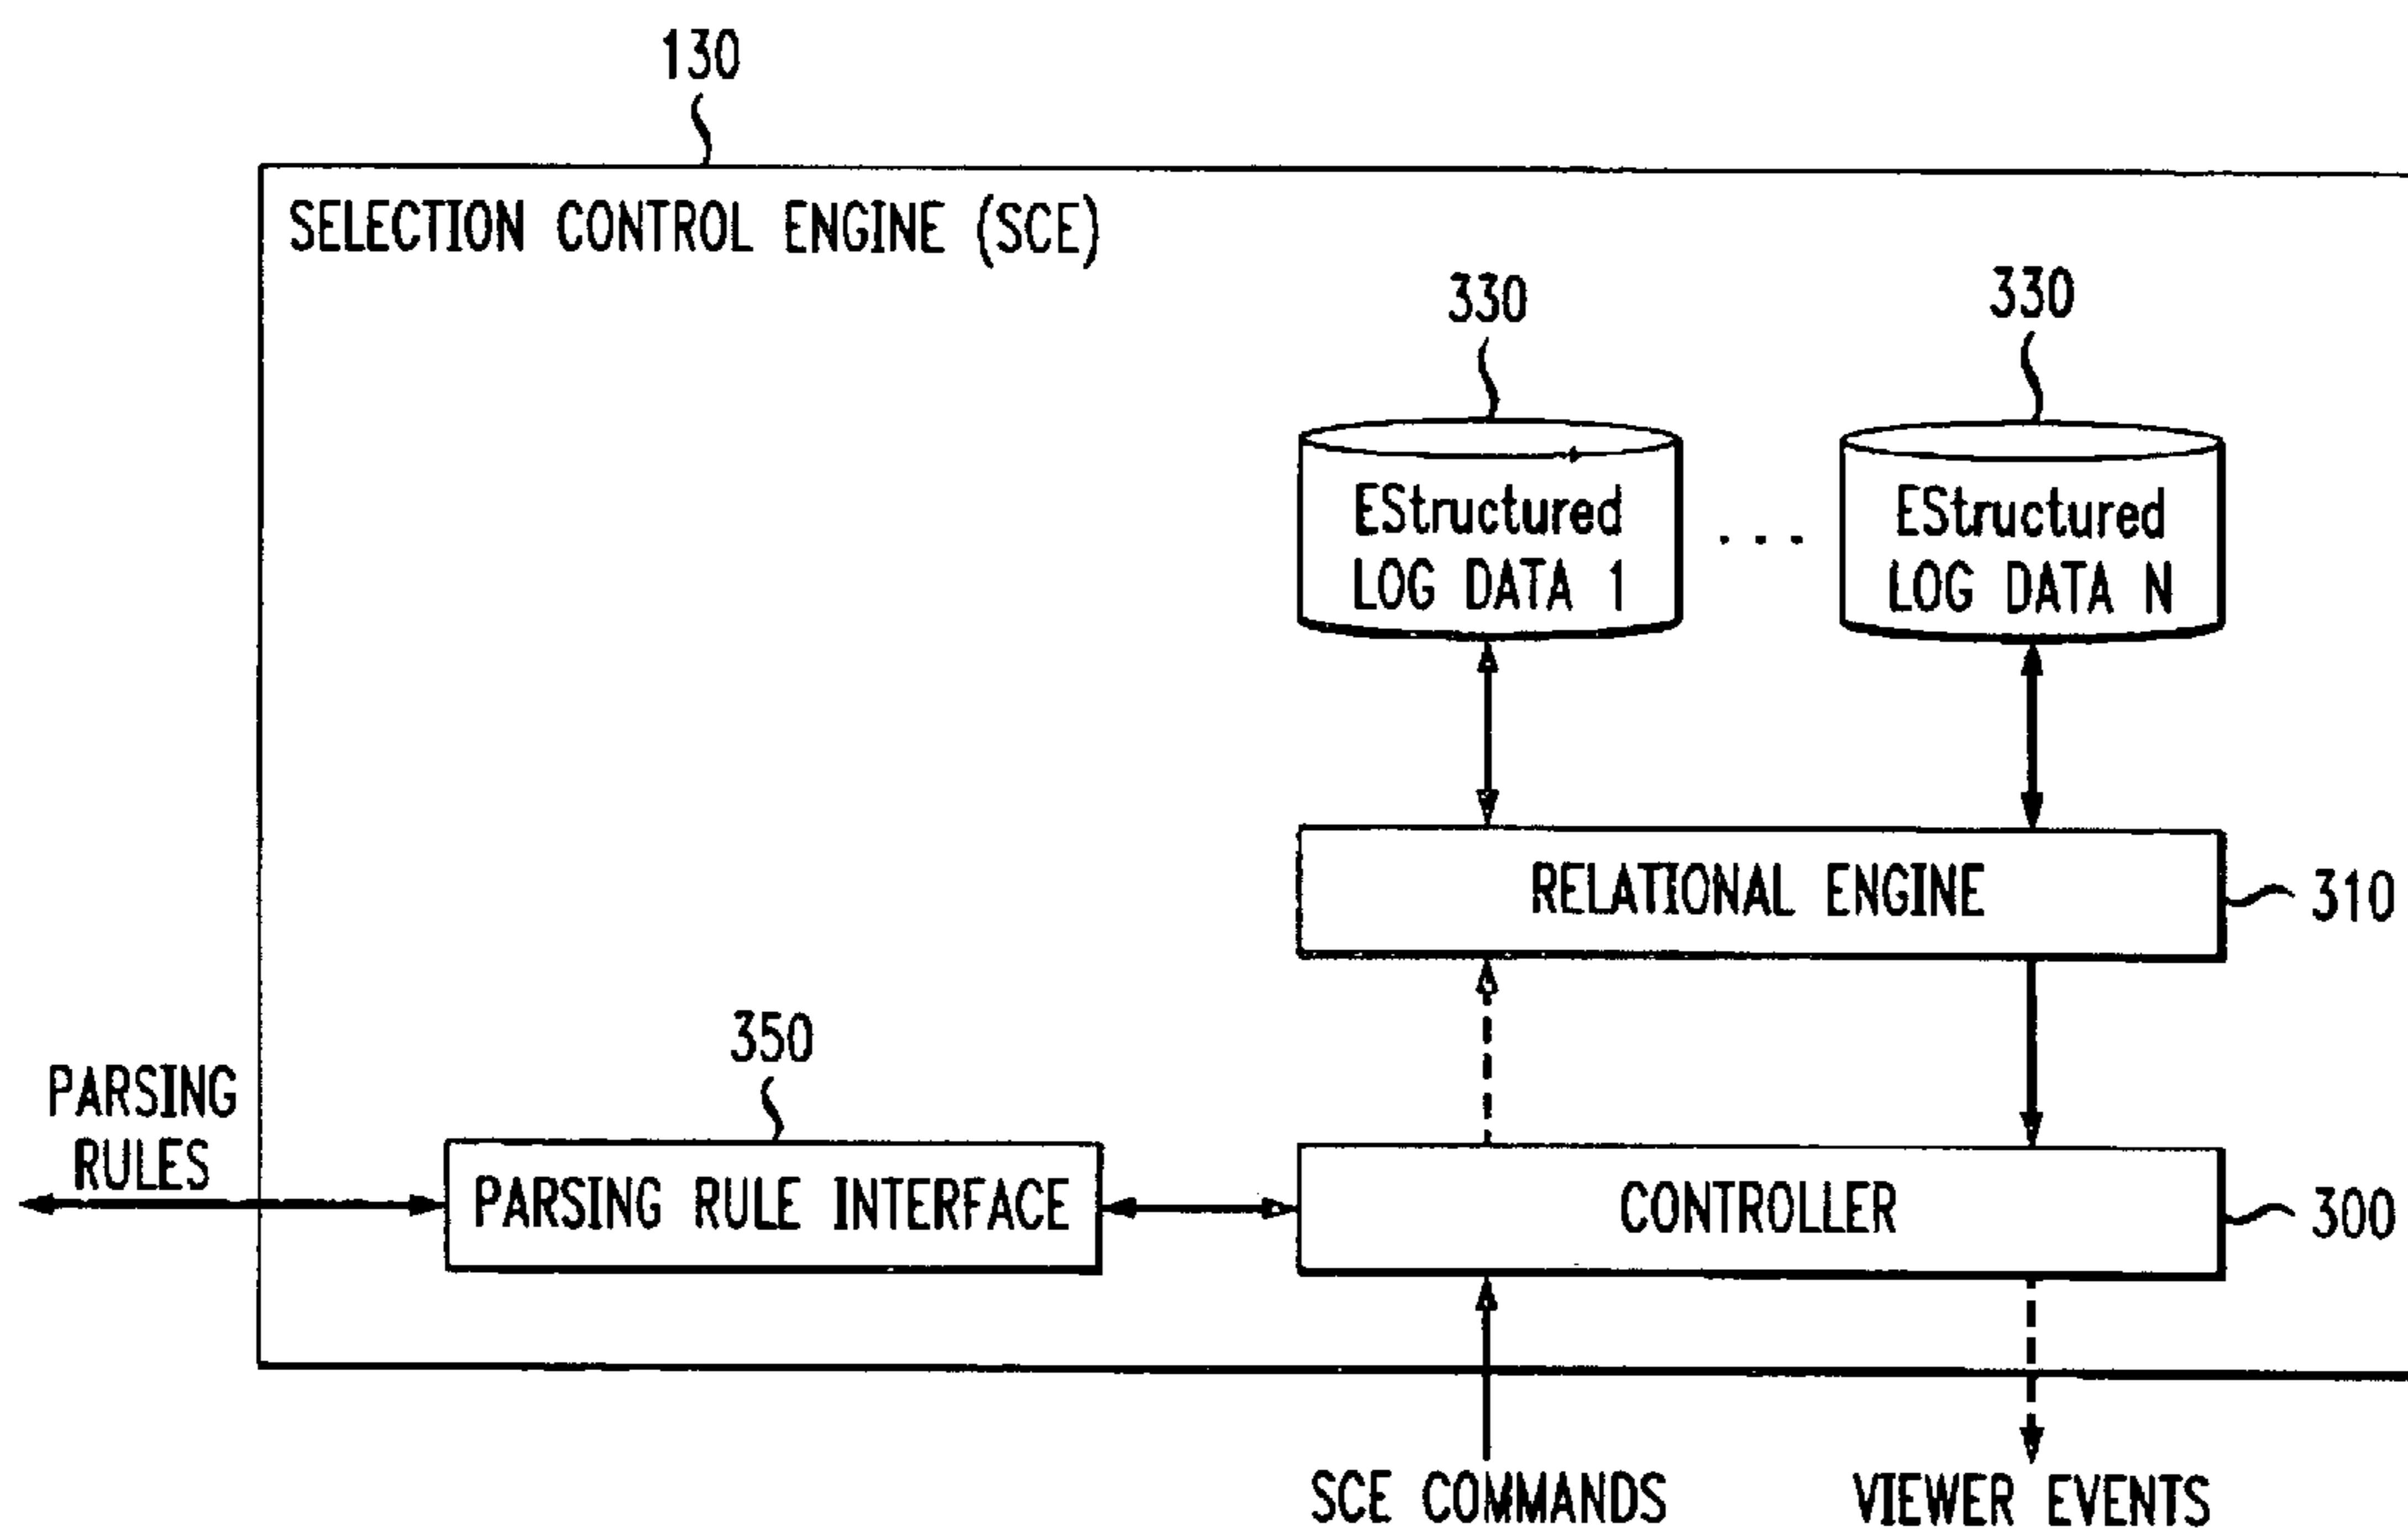 130
SELECTION CONTROL ENGINE (SCE)
330
330
EStructured
LOG DATA 1
...
EStructured
LOG DATA N
RELATIONAL ENGINE
310
350
PARSING
RULES
PARSING RULE INTERFACE
CONTROLLER
300
SCE COMMANDS
VIEWER EVENTS